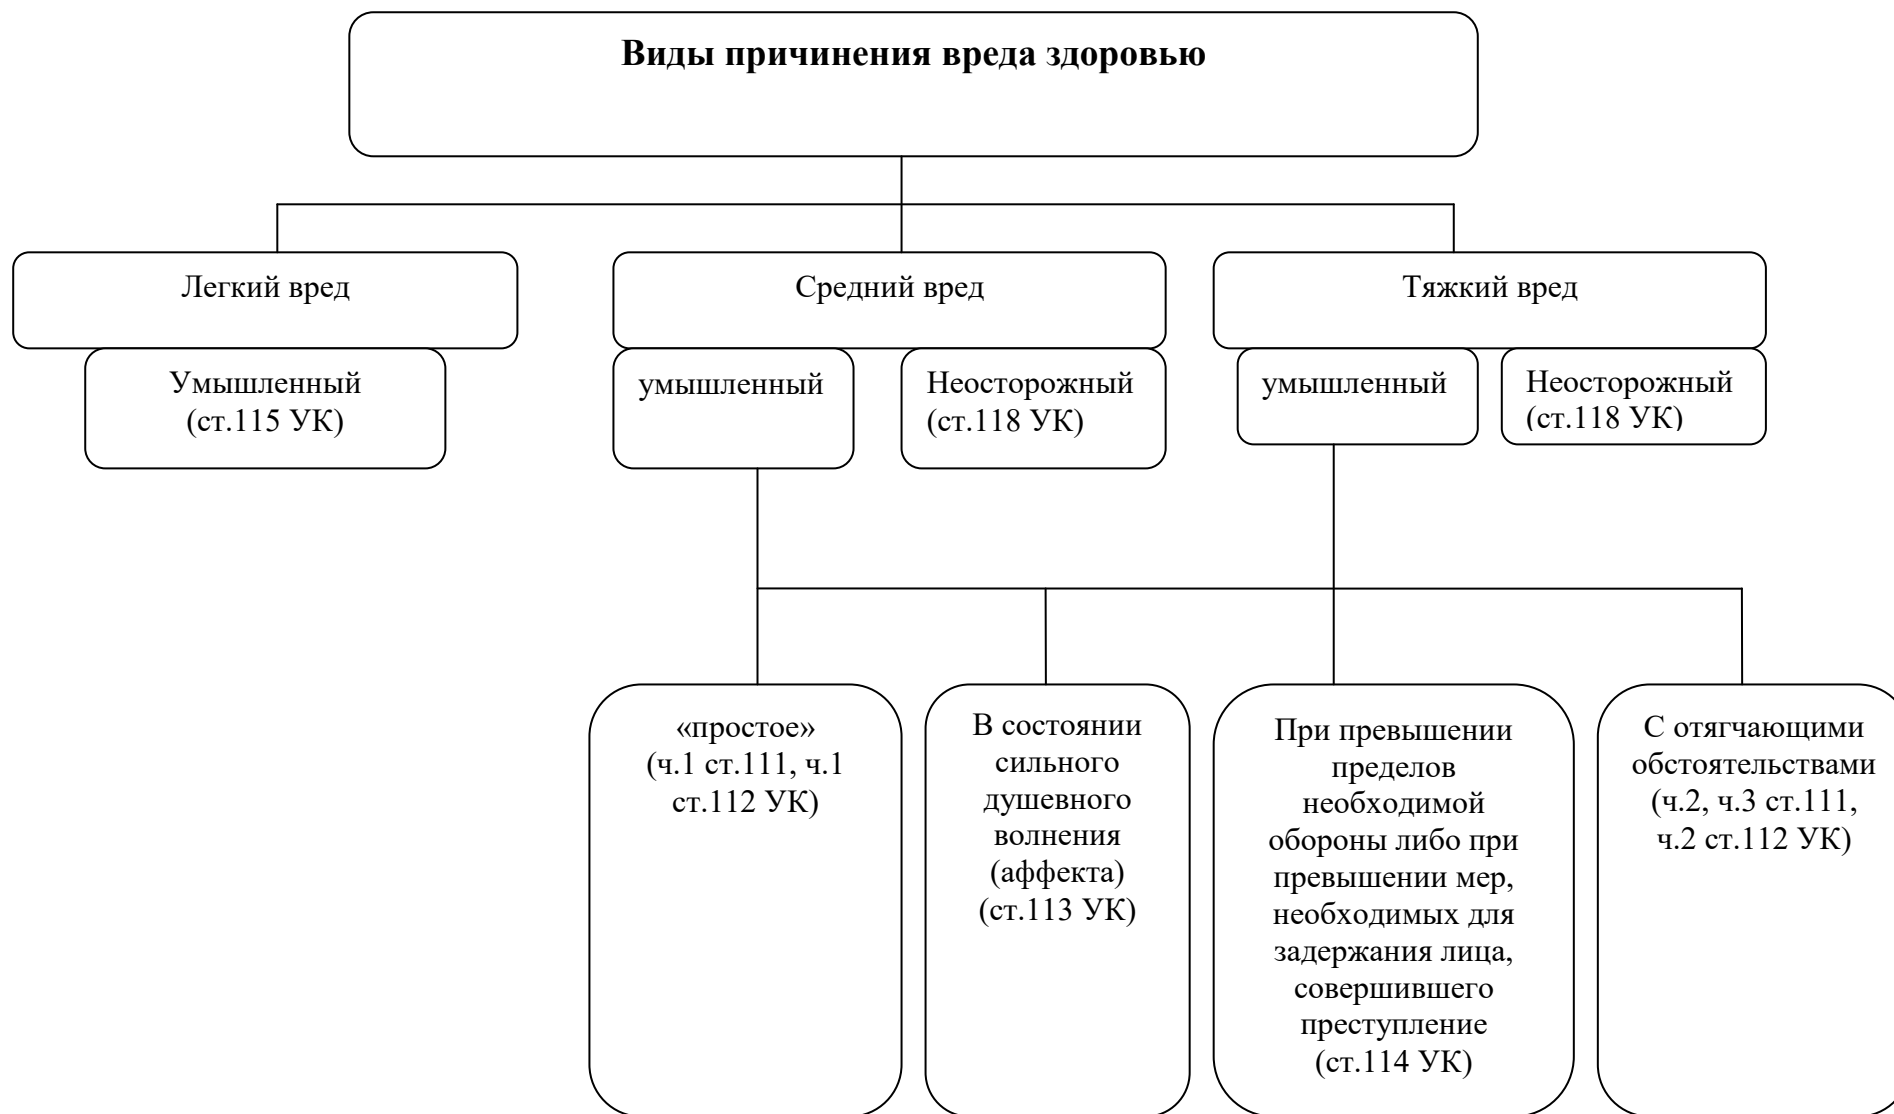 Виды причинения вреда здоровью
Легкий вред
Средний вред
Тяжкий вред
Умышленный
(ст.115 УК)
умышленный
Неосторожный
(ст.118 УК)
умышленный
Неосторожный
(ст.118 УК)
«простое»
(ч.1 ст.111, ч.1
ст.112 УК)
В состоянии
сильного
душевного
волнения
(аффекта)
(ст.113 УК)
При превышении
пределов
необходимой
обороны либо при
превышении мер,
необходимых для
задержания лица,
совершившего
преступление
(ст.114 УК)
С отягчающими
обстоятельствами
(ч.2, ч.3 ст.111,
ч.2 ст.112 УК)